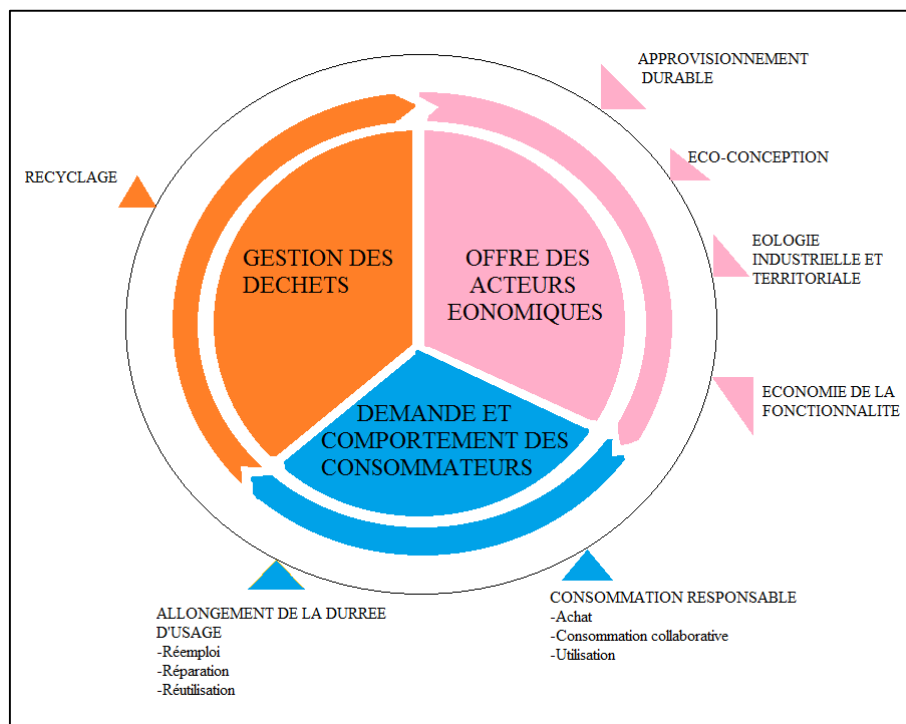 APPROVISIONNEMENT
DURABLE
ECO-CONCEPTION
RECYCLAGE
EOLOGIE
INDUSTRIELLE ET
TERRITORIALE
GESTION DES
DECHETS
OFFRE DES
ACTEURS
EONOMIQUES
ECONOMIE DE LA
FONCTIONNALITE
DEMANDE ET
COMPORTEMENT DES
CONSOMMATEURS
ALLONGEMENT DE LA DURREE
D'USAGE
-Réemploi
-Réparation
-Réutilisation
CONSOMMATION RESPONSABLE
-Achat
-Consommation collaborative
-Utilisation